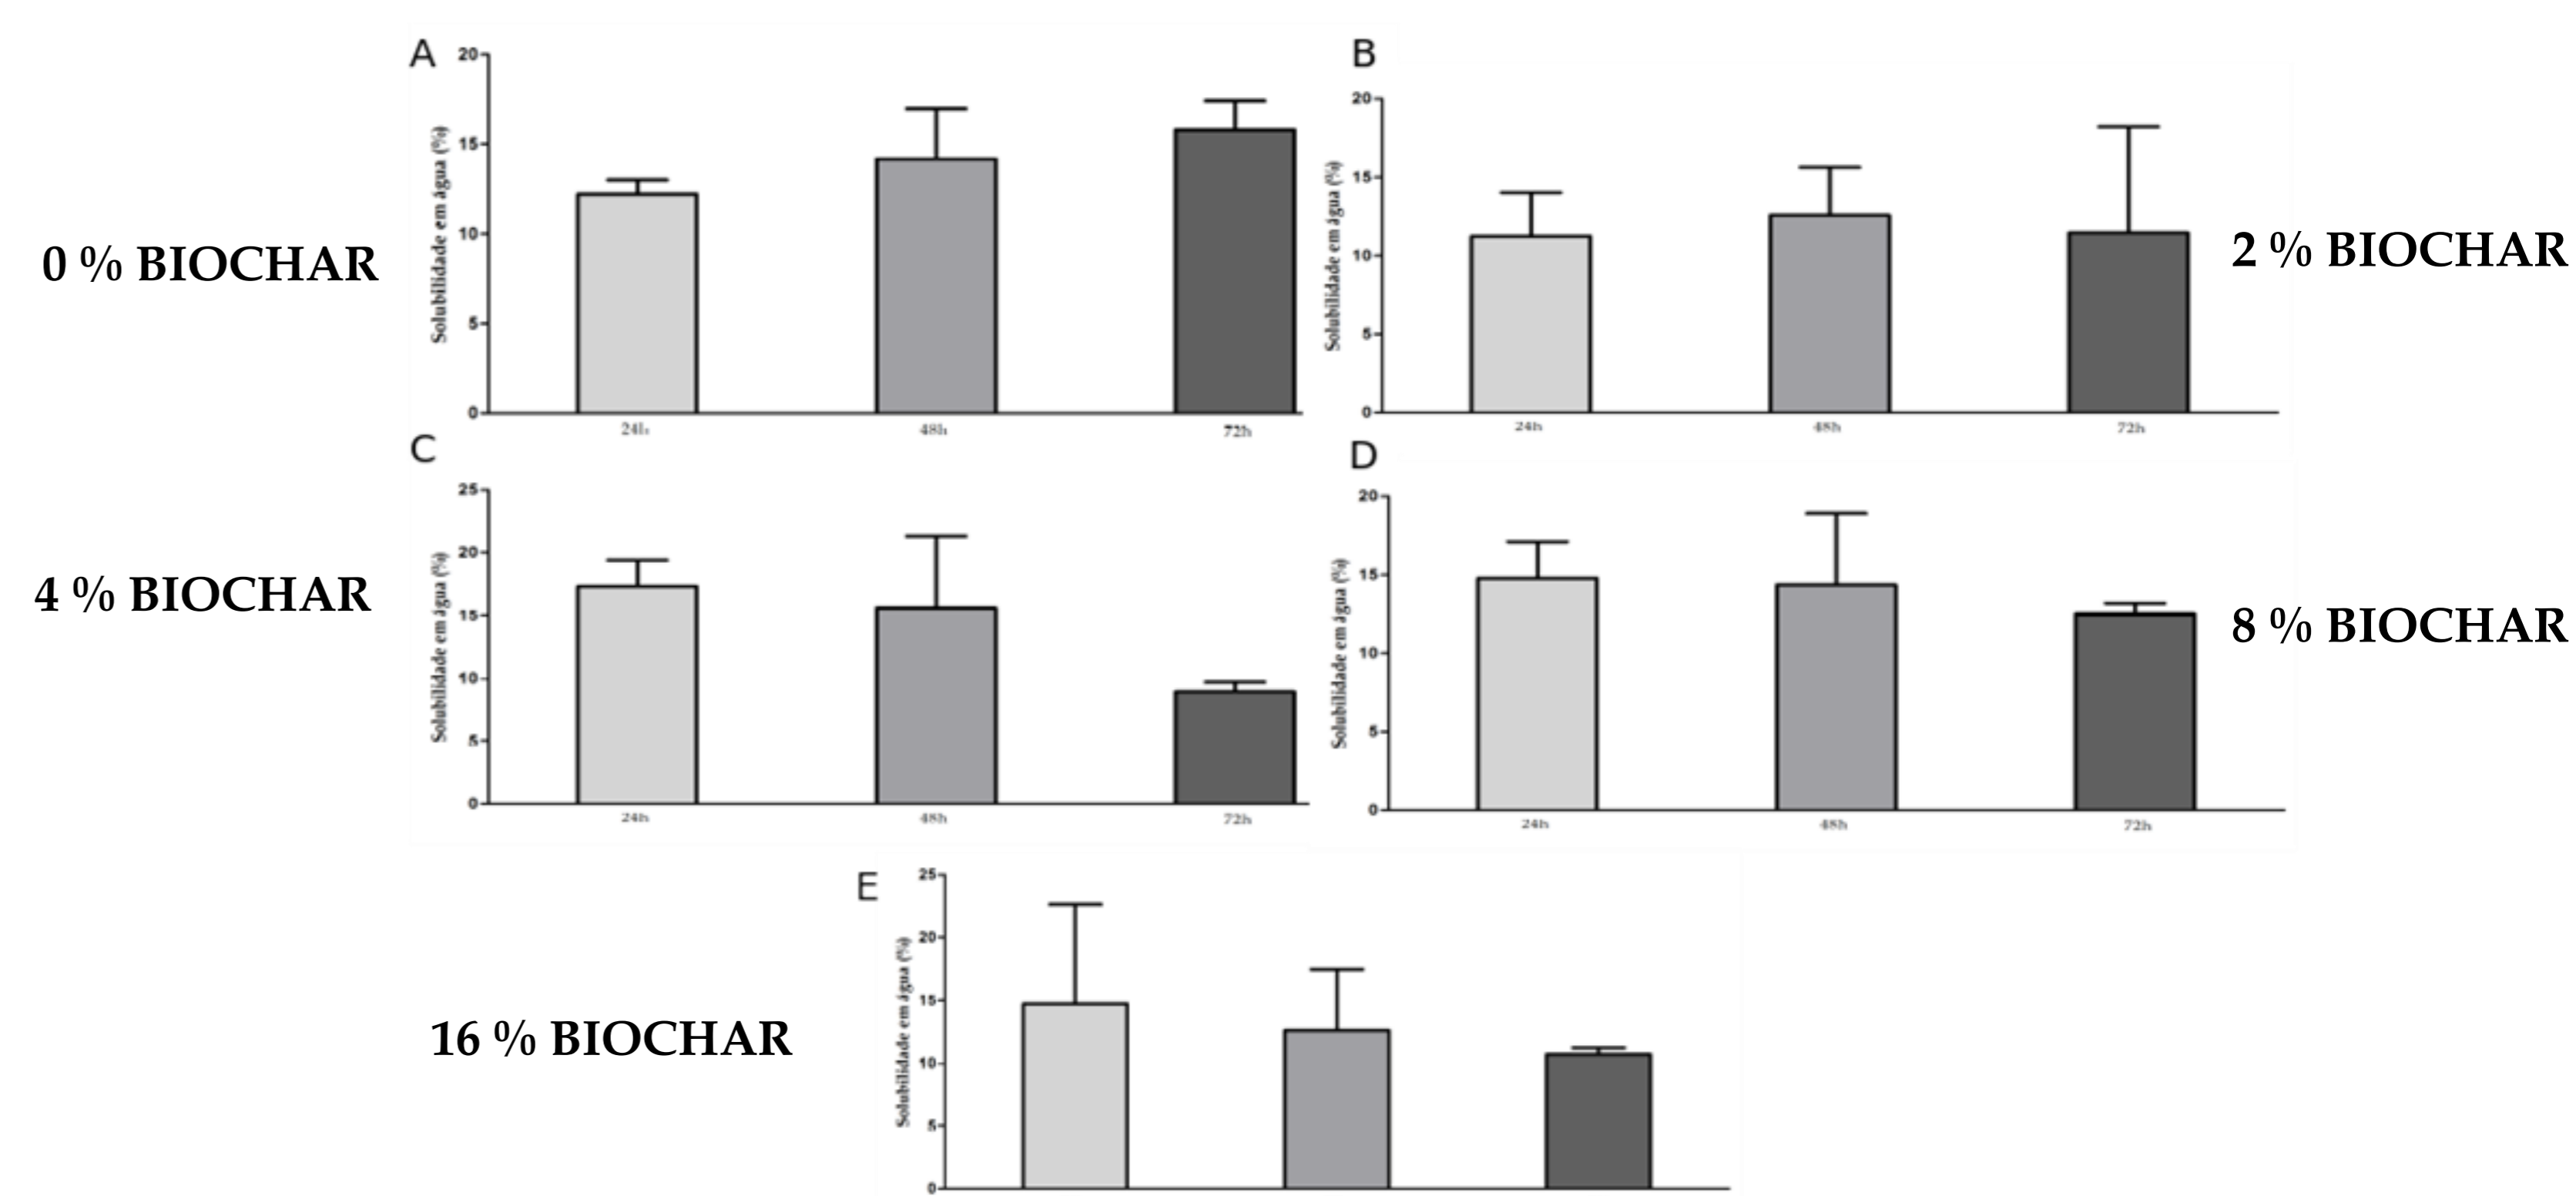 A
20
15
10
5
0
Solubilidade em água (%)
24h
48h
72h
0 % BIOCHAR
B
20
15
10
5
0
Solubilidade em água (%)
24h
48h
72h
2 % BIOCHAR
C
25
20
15
10
5
0
Solubilidade em água (%)
24h
48h
72h
4 % BIOCHAR
D
20
15
10
5
0
Solubilidade em água (%)
24h
48h
72h
8 % BIOCHAR
E
25
20
15
10
5
0
Solubilidade em água (%)
16 % BIOCHAR